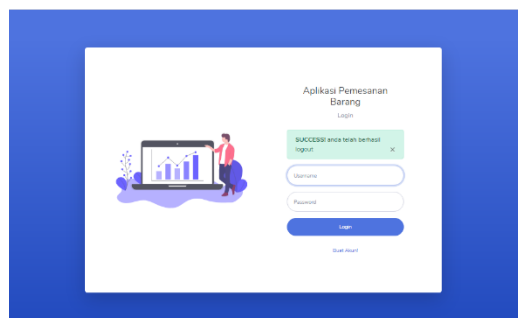 Aplikasi Pemesanan
Barang
Login
SUCCESS! anda telah berhasil
logout ×
Username
Password
Login
Buat Akun!